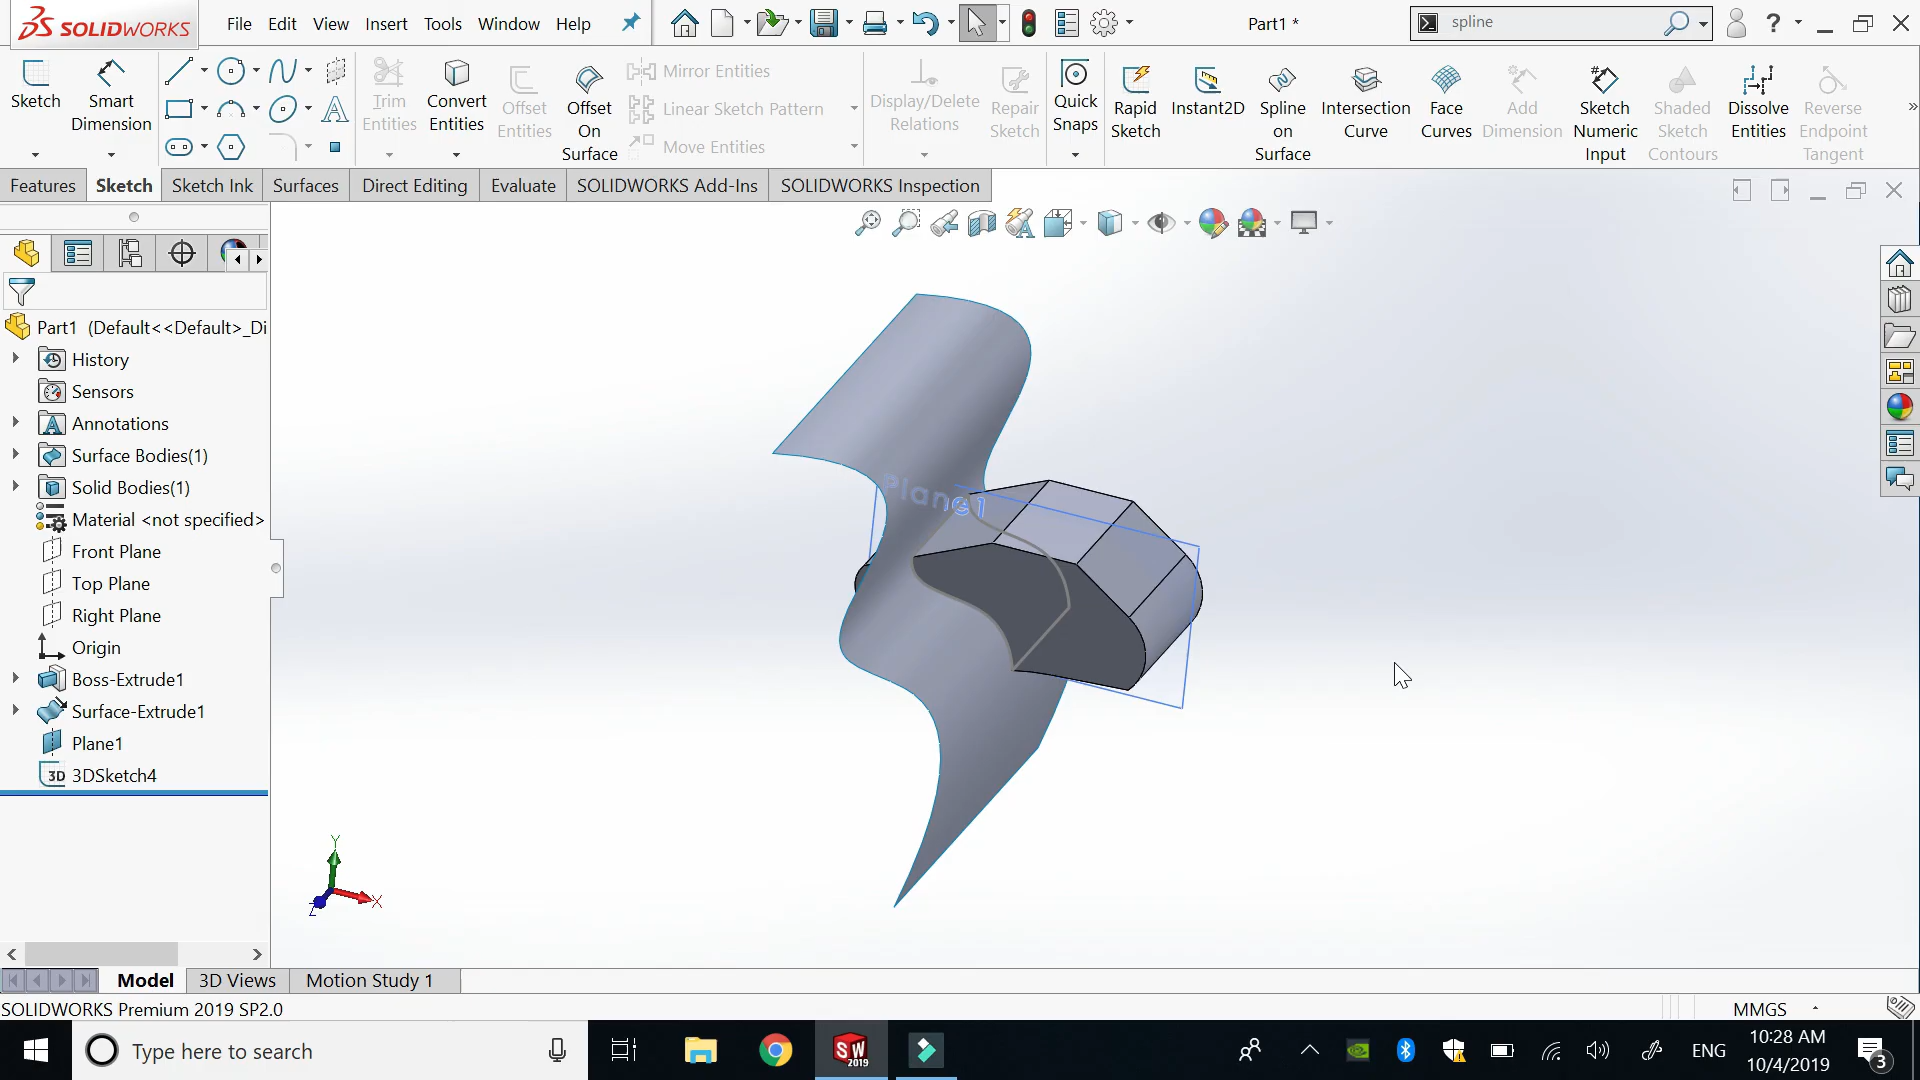 SOLIDWORKS File Edit View Insert Tools Window Help Part1 * spline ?
Sketch Smart Dimension Trim Entities Convert Entities Offset Entities Offset On Surface Mirror Entities Linear Sketch Pattern Move Entities Display/Delete Relations Repair Sketch Quick Snaps Rapid Sketch Instant2D Spline on Surface Intersection Curve Face Curves Add Dimension Sketch Numeric Input Shaded Sketch Contours Dissolve Entities Reverse Endpoint Tangent
Features Sketch Sketch Ink Surfaces Direct Editing Evaluate SOLIDWORKS Add-Ins SOLIDWORKS Inspection
Part1 (Default<<Default>_Di
History
Sensors
Annotations
Surface Bodies(1)
Solid Bodies(1)
Material <not specified>
Front Plane
Top Plane
Right Plane
Origin
Boss-Extrude1
Surface-Extrude1
Plane1
3D 3DSketch4
Plane1
Y
X
Z
Model 3D Views Motion Study 1
SOLIDWORKS Premium 2019 SP2.0 MMGS
Type here to search SW 2019 ENG 10:28 AM
10/4/2019 3